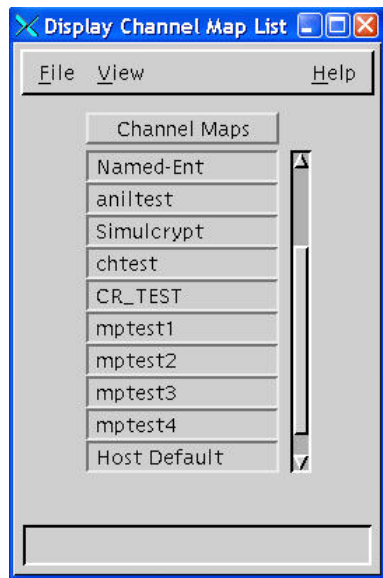 Display Channel Map List
File View Help
Channel Maps
Named-Ent
aniltest
Simulcrypt
chtest
CR_TEST
mptest1
mptest2
mptest3
mptest4
Host Default